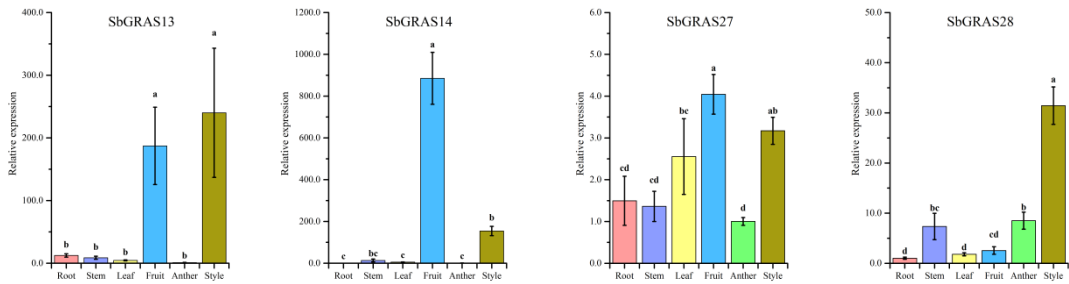 SbGRAS13
400.0
300.0
200.0
100.0
0.0
Relative expression
b
b
b
a
b
a
Root Stem Leaf Fruit Anther Style
SbGRAS14
1200.0
1000.0
800.0
600.0
400.0
200.0
0.0
Relative expression
c
bc
c
a
c
b
Root Stem Leaf Fruit Anther Style
SbGRAS27
6.0
5.0
4.0
3.0
2.0
1.0
0.0
Relative expression
cd
cd
bc
a
d
ab
Root Stem Leaf Fruit Anther Style
SbGRAS28
50.0
40.0
30.0
20.0
10.0
0.0
Relative expression
d
bc
d
cd
b
a
Root Stem Leaf Fruit Anther Style